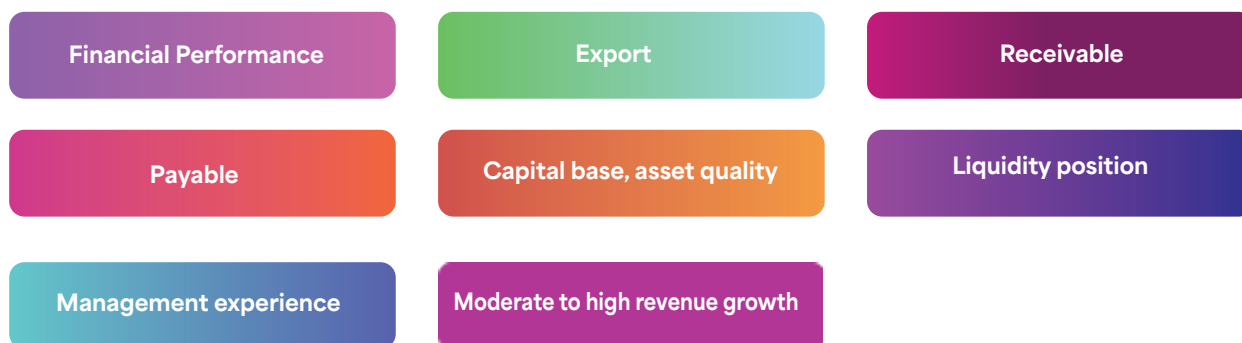 Financial Performance
Export
Receivable
Payable
Capital base, asset quality
Liquidity position
Management experience
Moderate to high revenue growth